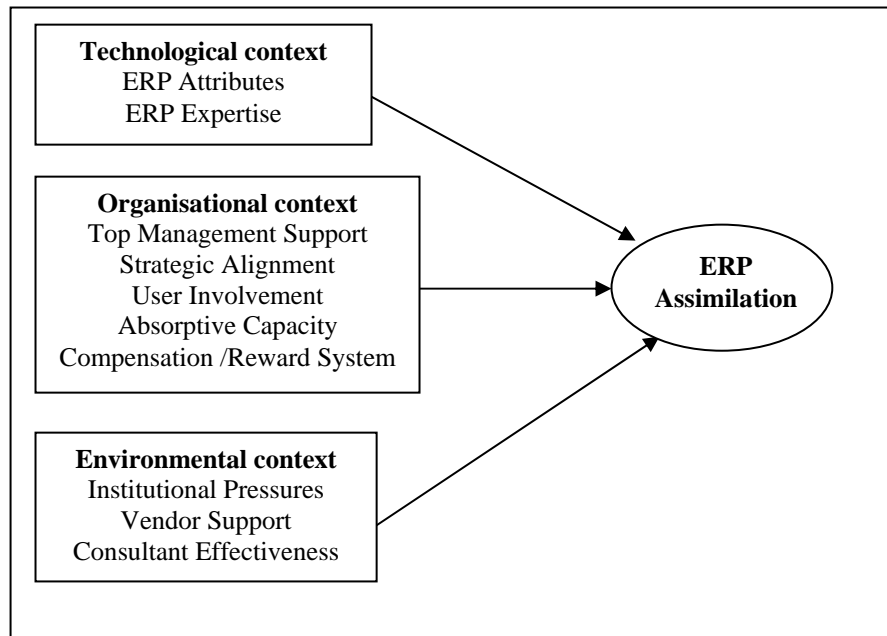 Technological context
ERP Attributes
ERP Expertise
Organisational context
Top Management Support
Strategic Alignment
User Involvement
Absorptive Capacity
Compensation /Reward System
Environmental context
Institutional Pressures
Vendor Support
Consultant Effectiveness
ERP
Assimilation